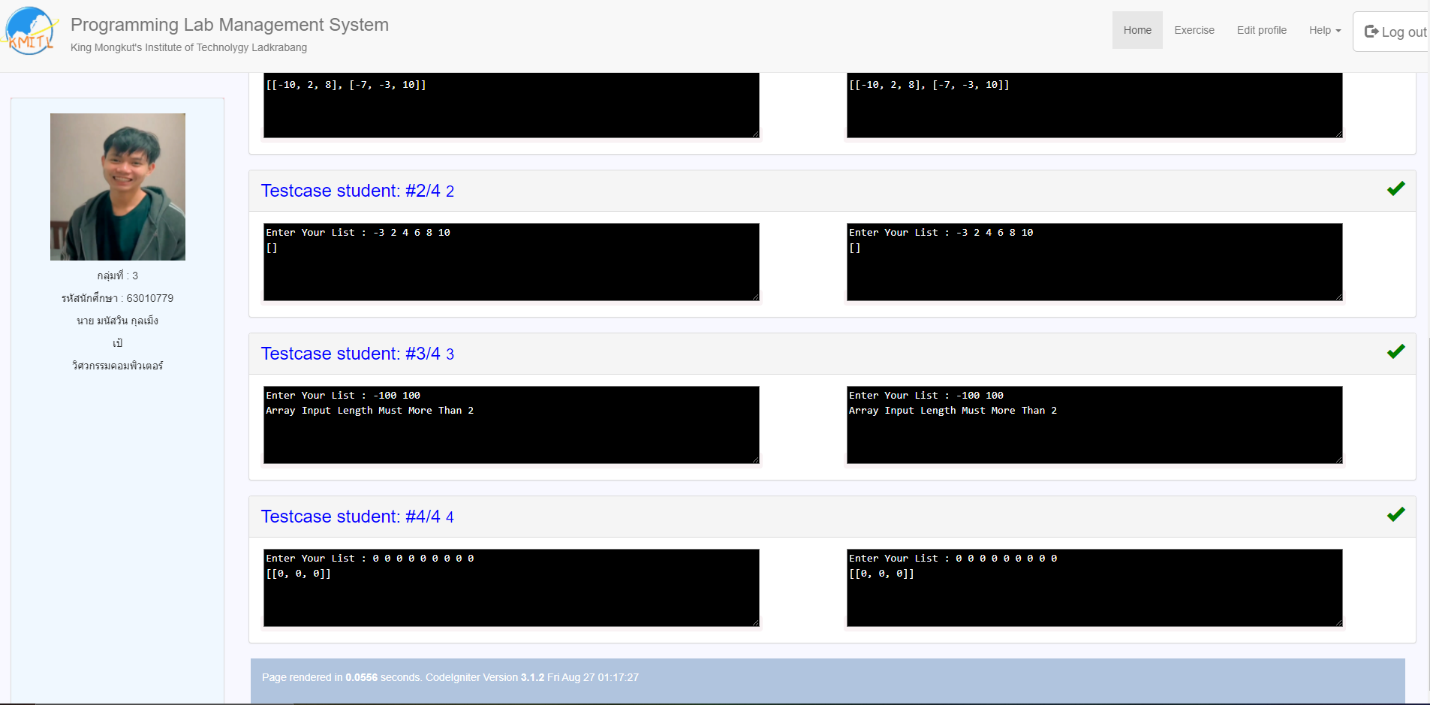 KMITL
Programming Lab Management System
King Mongkut's Institute of Technolygy Ladkrabang
Home
Exercise
Edit profile
Help
Log out
กลุ่มที่ : 3
รหัสนักศึกษา : 63010779
นาย มนัสวิน กุลเม็ง
เป้
วิศวกรรมคอมพิวเตอร์
[[-10, 2, 8], [-7, -3, 10]]
[[-10, 2, 8], [-7, -3, 10]]
Testcase student: #2/4 2
Enter Your List : -3 2 4 6 8 10
[]
Enter Your List : -3 2 4 6 8 10
[]
Testcase student: #3/4 3
Enter Your List : -100 100
Array Input Length Must More Than 2
Enter Your List : -100 100
Array Input Length Must More Than 2
Testcase student: #4/4 4
Enter Your List : 0 0 0 0 0 0 0 0 0
[[0, 0, 0]]
Enter Your List : 0 0 0 0 0 0 0 0 0
[[0, 0, 0]]
Page rendered in 0.0556 seconds. CodeIgniter Version 3.1.2 Fri Aug 27 01:17:27